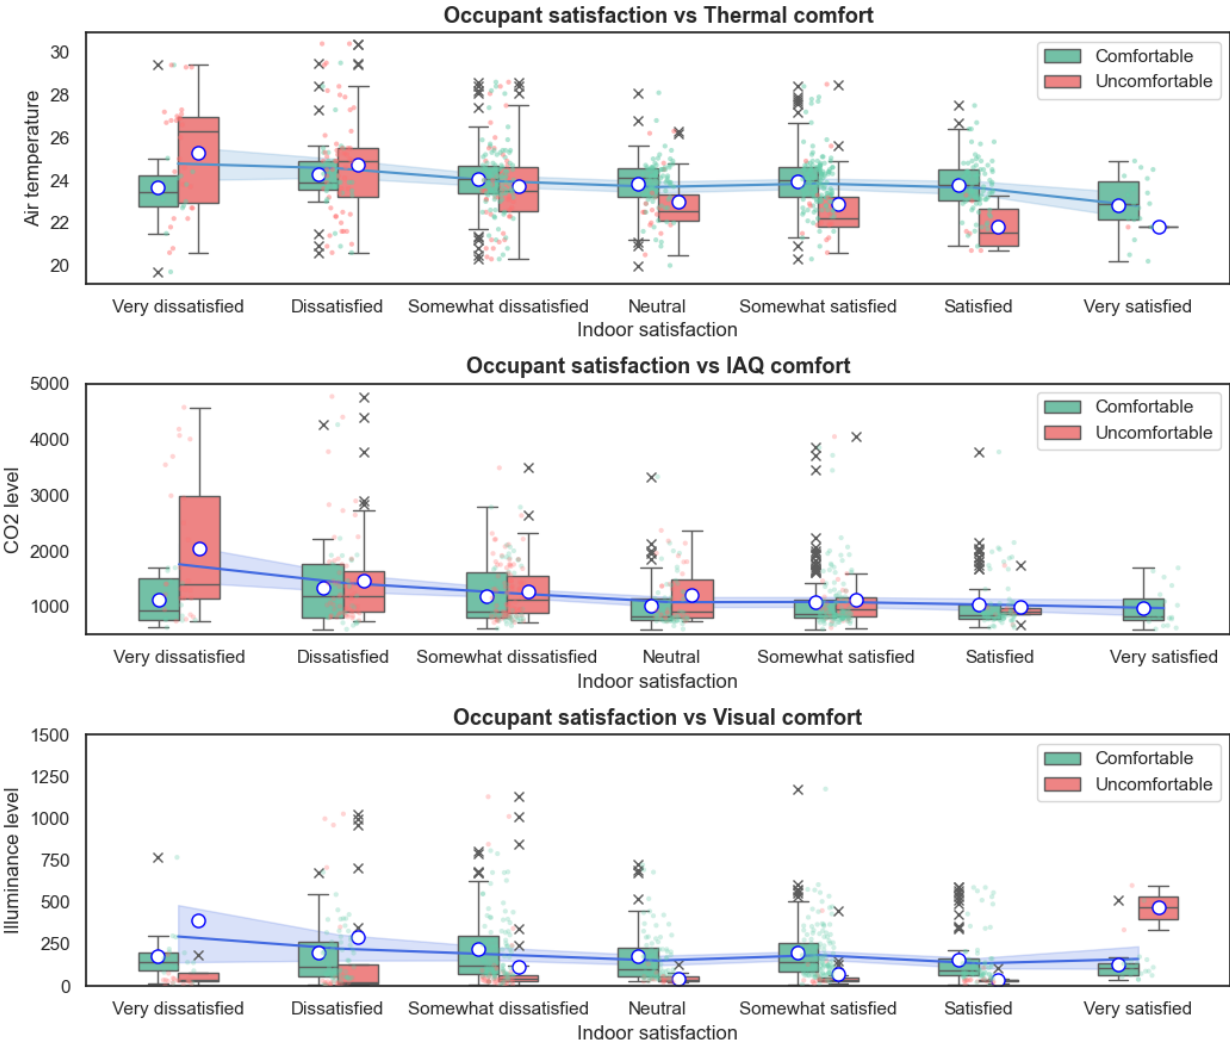 Occupant satisfaction vs Thermal comfort
Air temperature
30
28
26
24
22
20
Comfortable
Uncomfortable
Very dissatisfied Dissatisfied Somewhat dissatisfied Neutral Somewhat satisfied Satisfied Very satisfied
Indoor satisfaction
Occupant satisfaction vs IAQ comfort
CO2 level
5000
4000
3000
2000
1000
Comfortable
Uncomfortable
Very dissatisfied Dissatisfied Somewhat dissatisfied Neutral Somewhat satisfied Satisfied Very satisfied
Indoor satisfaction
Occupant satisfaction vs Visual comfort
Illuminance level
1500
1250
1000
750
500
250
0
Comfortable
Uncomfortable
Very dissatisfied Dissatisfied Somewhat dissatisfied Neutral Somewhat satisfied Satisfied Very satisfied
Indoor satisfaction